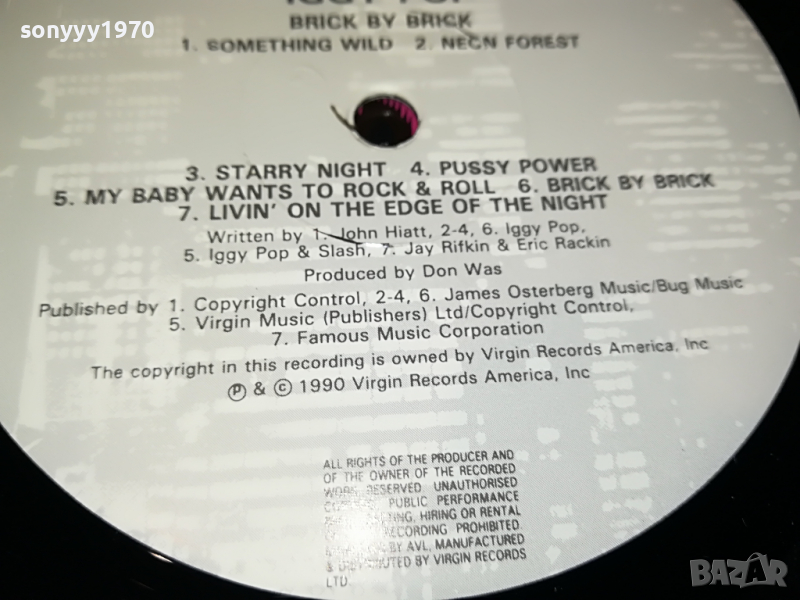 sonyyy1970
IGGY POP
BRICK BY BRICK
1. SOMETHING WILD 2. NEON FOREST
3. STARRY NIGHT 4. PUSSY POWER
5. MY BABY WANTS TO ROCK & ROLL 6. BRICK BY BRICK
7. LIVIN' ON THE EDGE OF THE NIGHT
Written by 1. John Hiatt, 2-4, 6. Iggy Pop,
5. Iggy Pop & Slash, 7. Jay Rifkin & Eric Rackin
Produced by Don Was
Published by 1. Copyright Control, 2-4, 6. James Osterberg Music/Bug Music
5. Virgin Music (Publishers) Ltd/Copyright Control,
7. Famous Music Corporation
The copyright in this recording is owned by Virgin Records America, Inc
Ⓟ & © 1990 Virgin Records America, Inc
ALL RIGHTS OF THE PRODUCER AND
OF THE OWNER OF THE RECORDED
WORK RESERVED UNAUTHORISED
PUBLIC PERFORMANCE
HIRING OR RENTAL
RECORDING PROHIBITED
BY AVL, MANUFACTURED
& DISTRIBUTED BY VIRGIN RECORDS
LTD.
BAZAR